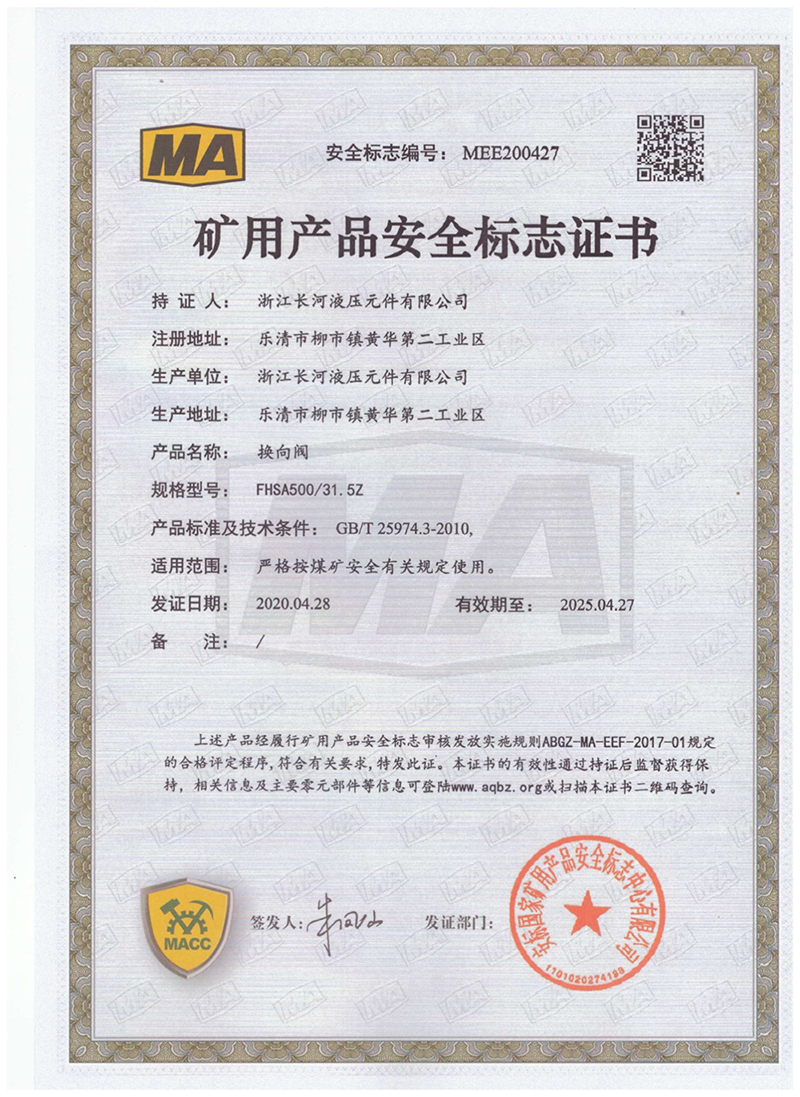 MA
安全标志编号： MEE200427
矿用产品安全标志证书
持 证 人： 浙江长河液压元件有限公司
注册地址： 乐清市柳市镇黄华第二工业区
生产单位： 浙江长河液压元件有限公司
生产地址： 乐清市柳市镇黄华第二工业区
产品名称： 换向阀
规格型号： FHSA500/31.5Z
产品标准及技术条件： GB/T 25974.3-2010,
适用范围： 严格按煤矿安全有关规定使用。
发证日期： 2020.04.28 有效期至： 2025.04.27
备 注： /
上述产品经履行矿用产品安全标志审核发放实施规则ABGZ-MA-EEF-2017-01规定
的合格评定程序,符合有关要求,特发此证。本证书的有效性通过持证后监督获得保
持，相关信息及主要零元部件等信息可登陆www.aqbz.org或扫描本证书二维码查询。
MACC
签发人: 发证部门:
安标国家矿用产品安全标志中心有限公司
1101020274199